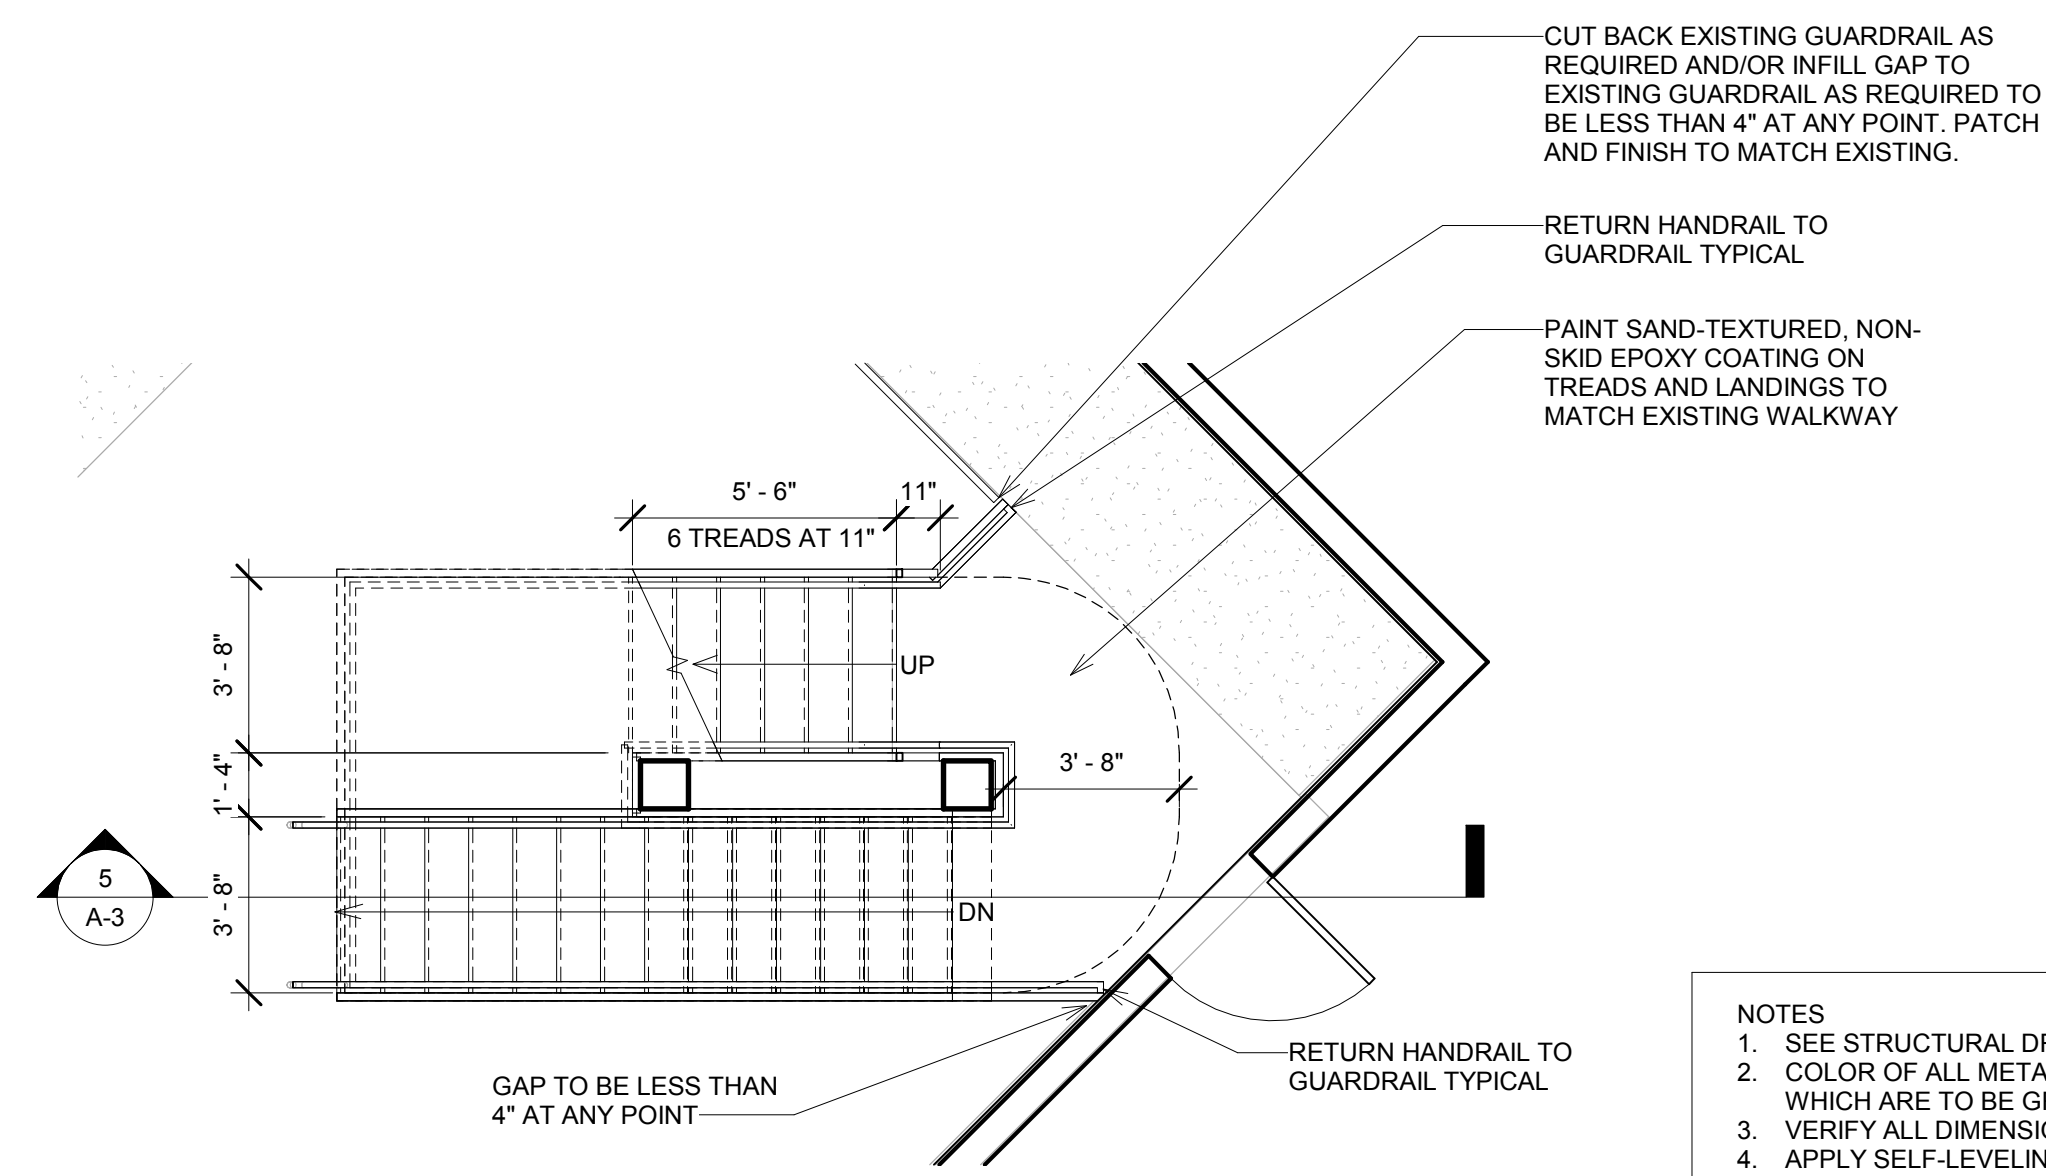 CUT BACK EXISTING GUARDRAIL AS
REQUIRED AND/OR INFILL GAP TO
EXISTING GUARDRAIL AS REQUIRED TO
BE LESS THAN 4" AT ANY POINT. PATCH
AND FINISH TO MATCH EXISTING.
RETURN HANDRAIL TO
GUARDRAIL TYPICAL
PAINT SAND-TEXTURED, NON-
SKID EPOXY COATING ON
TREADS AND LANDINGS TO
MATCH EXISTING WALKWAY
5' - 6"
11"
6 TREADS AT 11"
3' - 8"
UP
1' - 4"
3' - 8"
3' - 8"
5
A-3
DN
RETURN HANDRAIL TO
GUARDRAIL TYPICAL
GAP TO BE LESS THAN
4" AT ANY POINT
NOTES
1. SEE STRUCTURAL
2. COLOR OF ALL
WHICH ARE TO BE
3. VERIFY ALL
4. APPLY